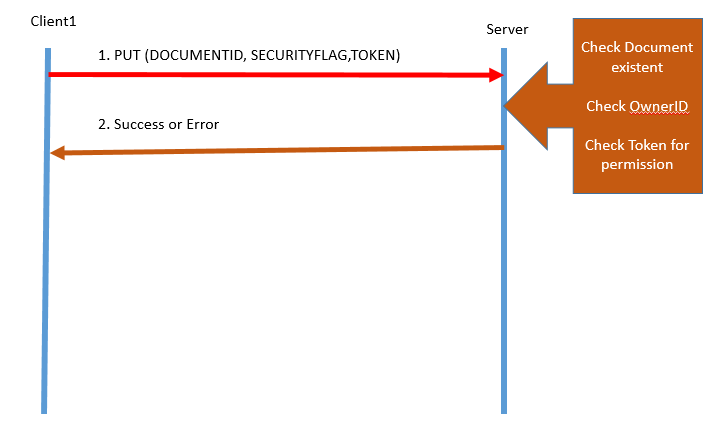 Client1
Server
1. PUT (DOCUMENTID, SECURITYFLAG,TOKEN)
2. Success or Error
Check Document
existent
Check OwnerID
Check Token for
permission